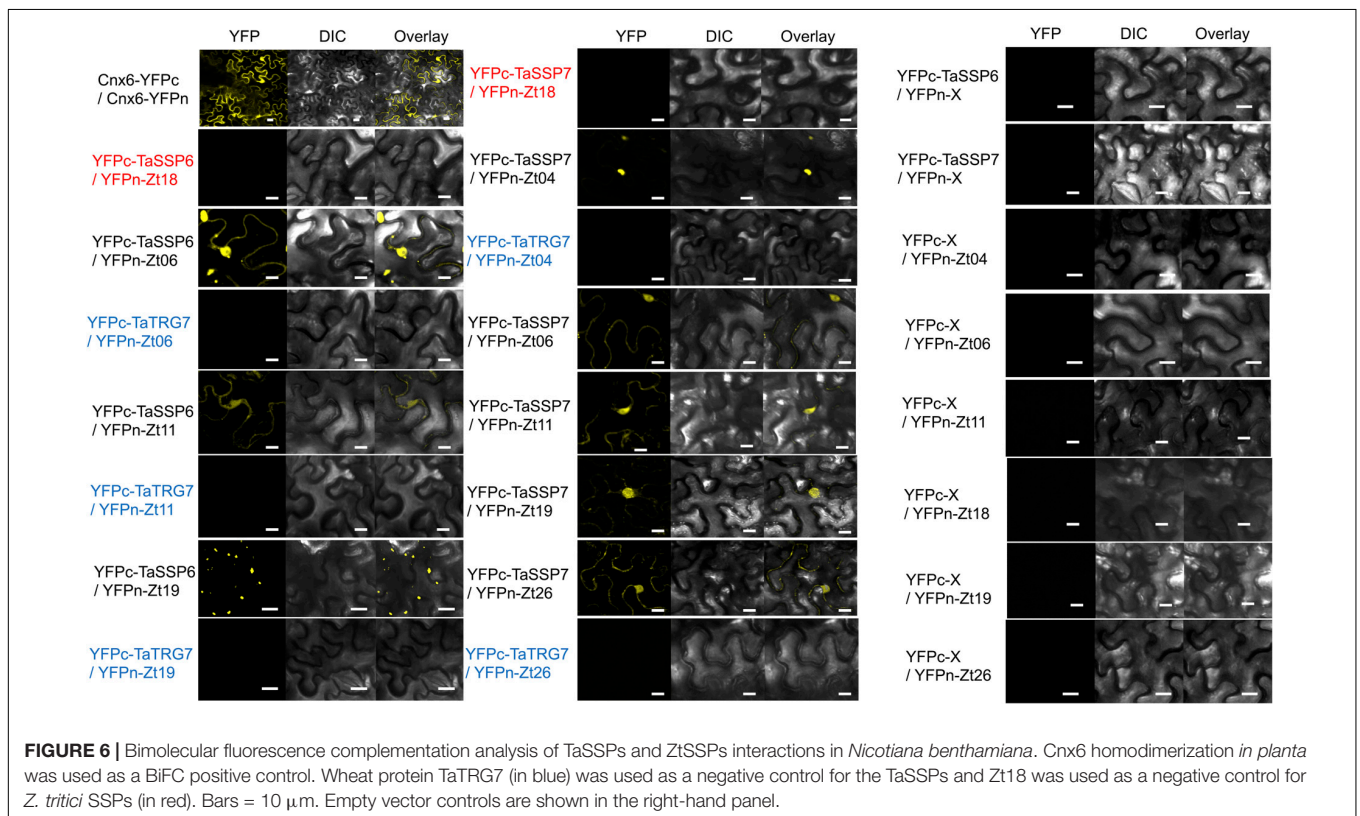 YFP DIC Overlay
Cnx6-YFPc
/ Cnx6-YFPn
YFPc-TaSSP6
/ YFPn-Zt18
YFPc-TaSSP6
/ YFPn-Zt06
YFPc-TaTRG7
/ YFPn-Zt06
YFPc-TaSSP6
/ YFPn-Zt11
YFPc-TaTRG7
/ YFPn-Zt11
YFPc-TaSSP6
/ YFPn-Zt19
YFPc-TaTRG7
/ YFPn-Zt19
YFP DIC Overlay
YFPc-TaSSP7
/ YFPn-Zt18
YFPc-TaSSP7
/ YFPn-Zt04
YFPc-TaTRG7
/ YFPn-Zt04
YFPc-TaSSP7
/ YFPn-Zt06
YFPc-TaSSP7
/ YFPn-Zt11
YFPc-TaSSP7
/ YFPn-Zt19
YFPc-TaSSP7
/ YFPn-Zt26
YFPc-TaTRG7
/ YFPn-Zt26
YFP DIC Overlay
YFPc-TaSSP6
/ YFPn-X
YFPc-TaSSP7
/ YFPn-X
YFPc-X
/ YFPn-Zt04
YFPc-X
/ YFPn-Zt06
YFPc-X
/ YFPn-Zt11
YFPc-X
/ YFPn-Zt18
YFPc-X
/ YFPn-Zt19
YFPc-X
/ YFPn-Zt26
FIGURE 6 | Bimolecular fluorescence complementation analysis of TaSSPs and ZtSSPs interactions in Nicotiana benthamiana. Cnx6 homodimerization in planta
was used as a BiFC positive control. Wheat protein TaTRG7 (in blue) was used as a negative control for the TaSSPs and Zt18 was used as a negative control for
Z. tritici SSPs (in red). Bars = 10 μm. Empty vector controls are shown in the right-hand panel.